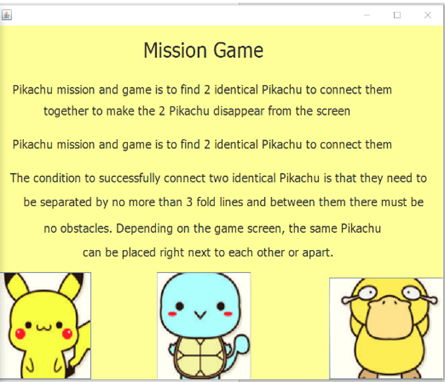 Mission Game
Pikachu mission and game is to find 2 identical Pikachu to connect them
together to make the 2 Pikachu disappear from the screen
Pikachu mission and game is to find 2 identical Pikachu to connect them
The condition to successfully connect two identical Pikachu is that they need to
be separated by no more than 3 fold lines and between them there must be
no obstacles. Depending on the game screen, the same Pikachu
can be placed right next to each other or apart.